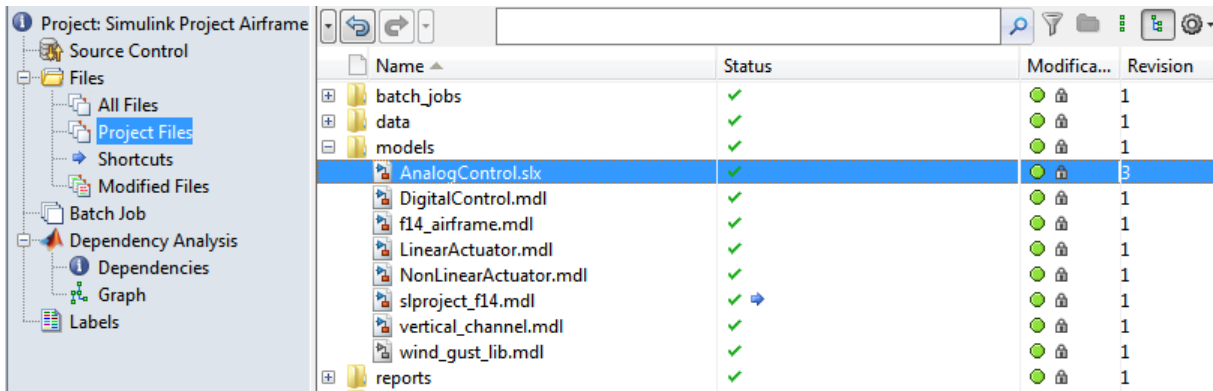 Project: Simulink Project Airframe
Source Control
Files
All Files
Project Files
Shortcuts
Modified Files
Batch Job
Dependency Analysis
Dependencies
Graph
Labels
Name Status Modifica... Revision
batch_jobs 1
data 1
models 1
AnalogControl.slx 3
DigitalControl.mdl 1
f14_airframe.mdl 1
LinearActuator.mdl 1
NonLinearActuator.mdl 1
slproject_f14.mdl 1
vertical_channel.mdl 1
wind_gust_lib.mdl 1
reports 1